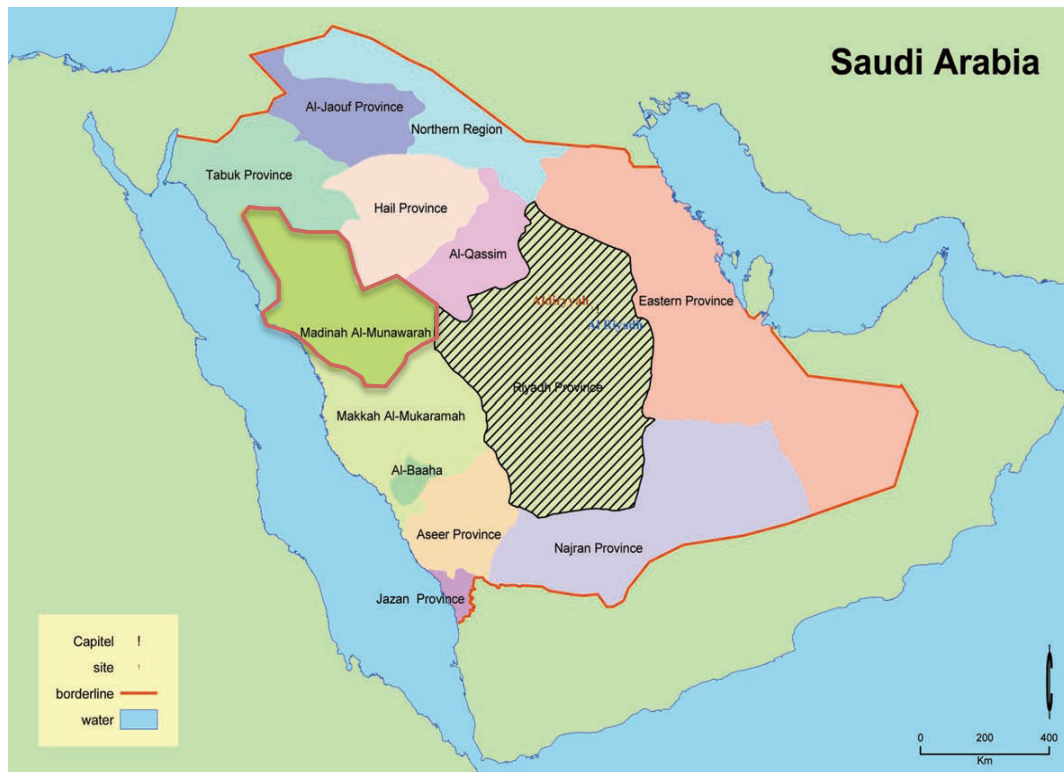 Saudi Arabia
Al-Jaouf Province
Northern Region
Tabuk Province
Hail Province
Al-Qassim
Eastern Province
Madinah Al-Munawarah
Riyadh Province
Makkah Al-Mukaramah
Al-Baaha
Aseer Province
Najran Province
Jazan Province
Capitel !
site
borderline
water
0 200 400
Km